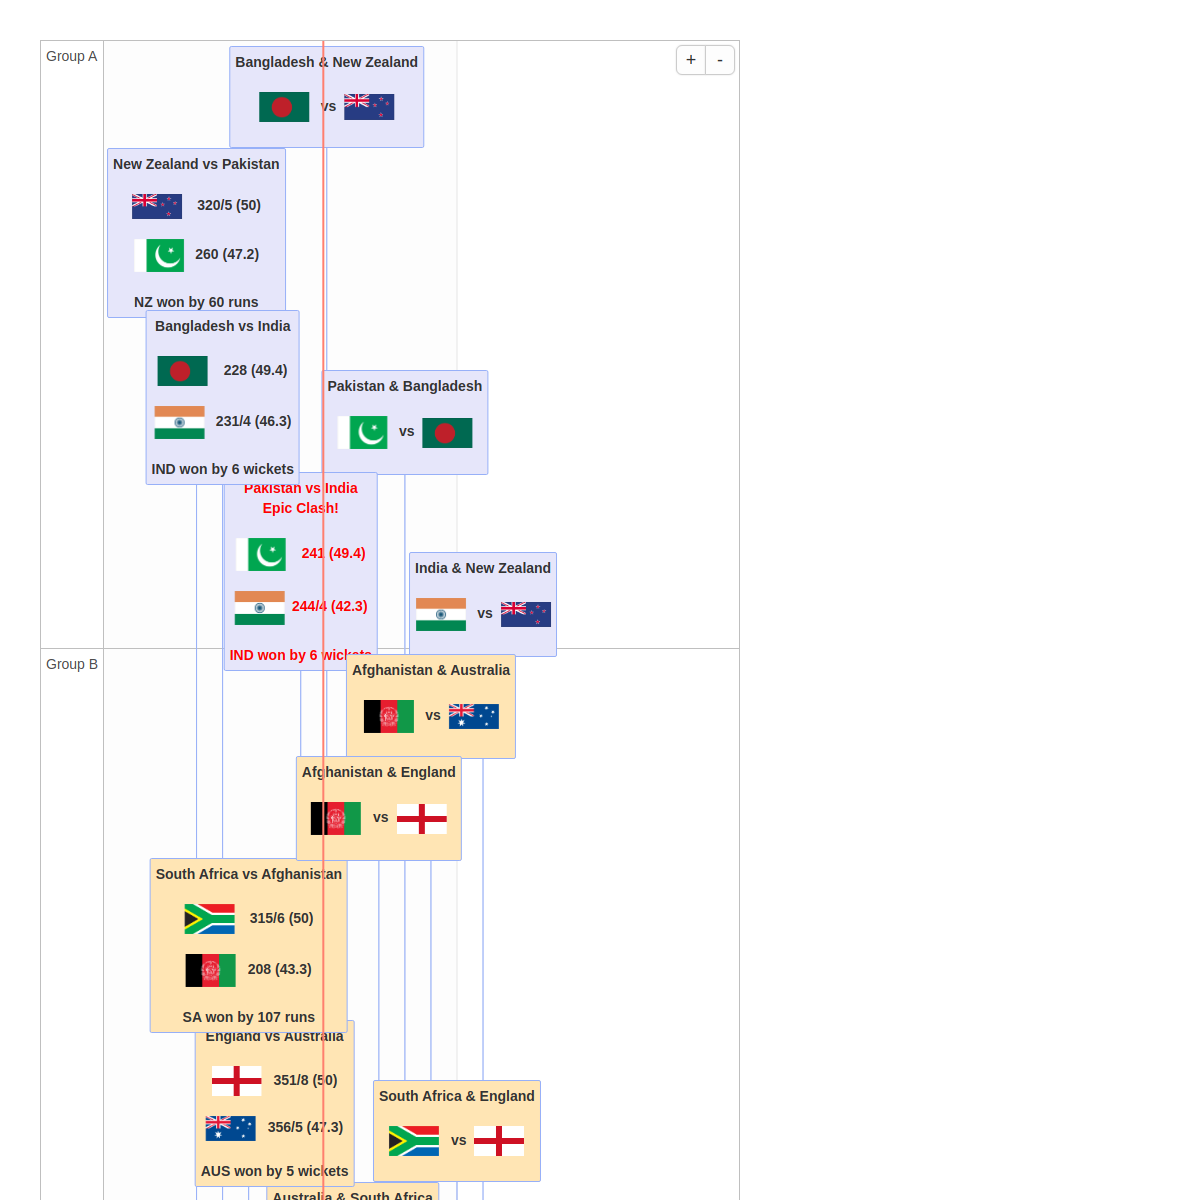 Group A
+ -
Bangladesh & New Zealand
vs
New Zealand vs Pakistan
320/5 (50)
260 (47.2)
NZ won by 60 runs
Bangladesh vs India
228 (49.4)
231/4 (46.3)
IND won by 6 wickets
Pakistan & Bangladesh
vs
Pakistan vs India
Epic Clash!
241 (49.4)
244/4 (42.3)
IND won by 6 wickets
India & New Zealand
vs
Group B
Afghanistan & Australia
vs
Afghanistan & England
vs
South Africa vs Afghanistan
315/6 (50)
208 (43.3)
SA won by 107 runs
England vs Australia
351/8 (50)
356/5 (47.3)
AUS won by 5 wickets
South Africa & England
vs
Australia & South Africa